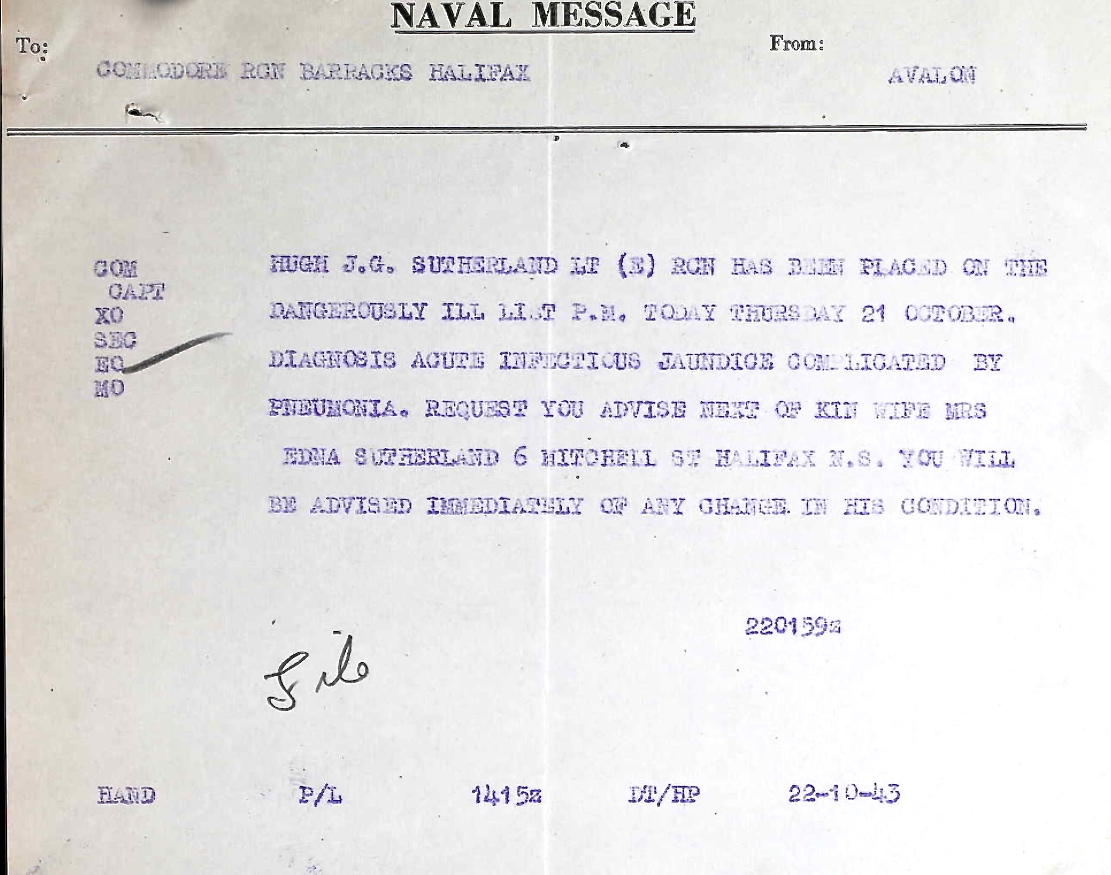 NAVAL MESSAGE
To:
From:
COMMODORE RCN BARRACKS HALIFAX
AVALON
COM
CAPT
XO
SEC
EO
MO
HUGH J.G. SUTHERLAND LT (E) RCN HAS BEEN PLACED ON THE
DANGEROUSLY ILL LIST P.M. TODAY THURSDAY 21 OCTOBER.
DIAGNOSIS ACUTE INFECTIOUS JAUNDICE COMPLICATED BY
PNEUMONIA. REQUEST YOU ADVISE NEXT OF KIN WIFE MRS
EDNA SUTHERLAND 6 MITCHELL ST HALIFAX N.S. YOU WILL
BE ADVISED IMMEDIATELY OF ANY CHANGE IN HIS CONDITION.
220159z
File
HAND P/L 1415z DT/HP 22-10-43